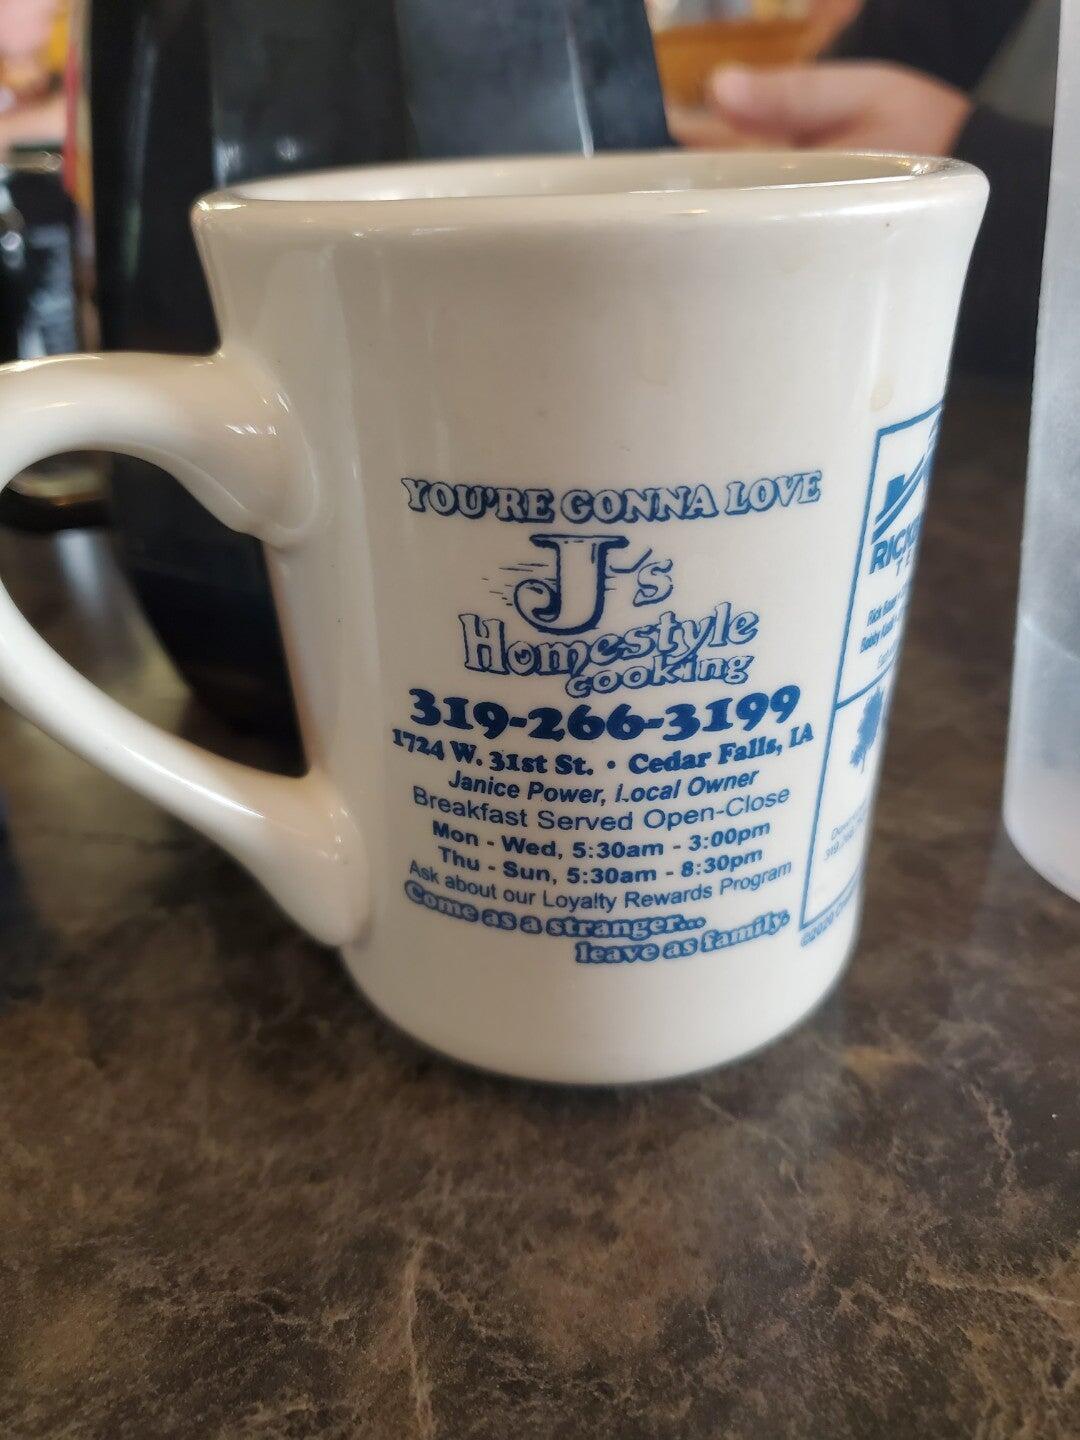 YOU'RE GONNA LOVE
J's
Homestyle
cooking
319-266-3199
1724 W. 31st St. • Cedar Falls, IA
Janice Power, Local Owner
Breakfast Served Open-Close
Mon - Wed, 5:30am - 3:00pm
Thu - Sun, 5:30am - 8:30pm
Ask about our Loyalty Rewards Program
Come as a stranger...
leave as family.
©2020